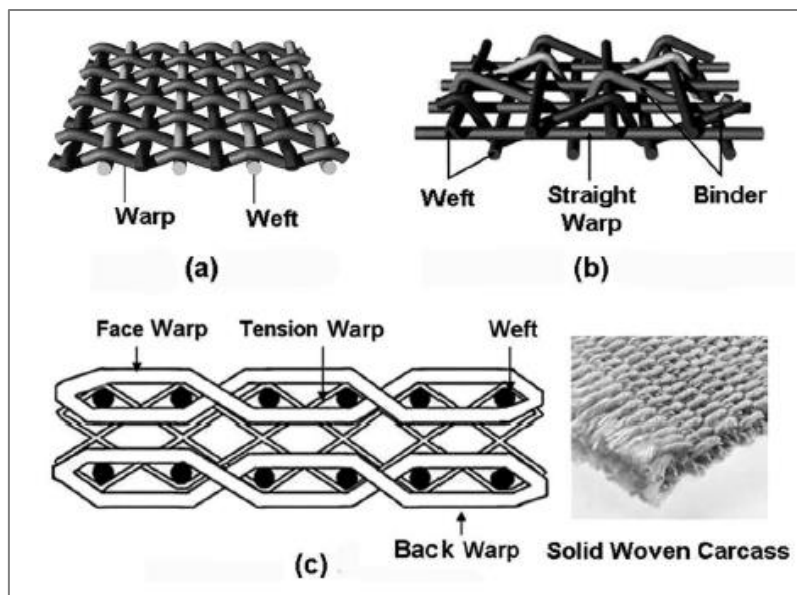 Warp Weft
(a)
Weft Straight Warp Binder
(b)
Face Warp Tension Warp Weft
Back Warp
(c)
Solid Woven Carcass